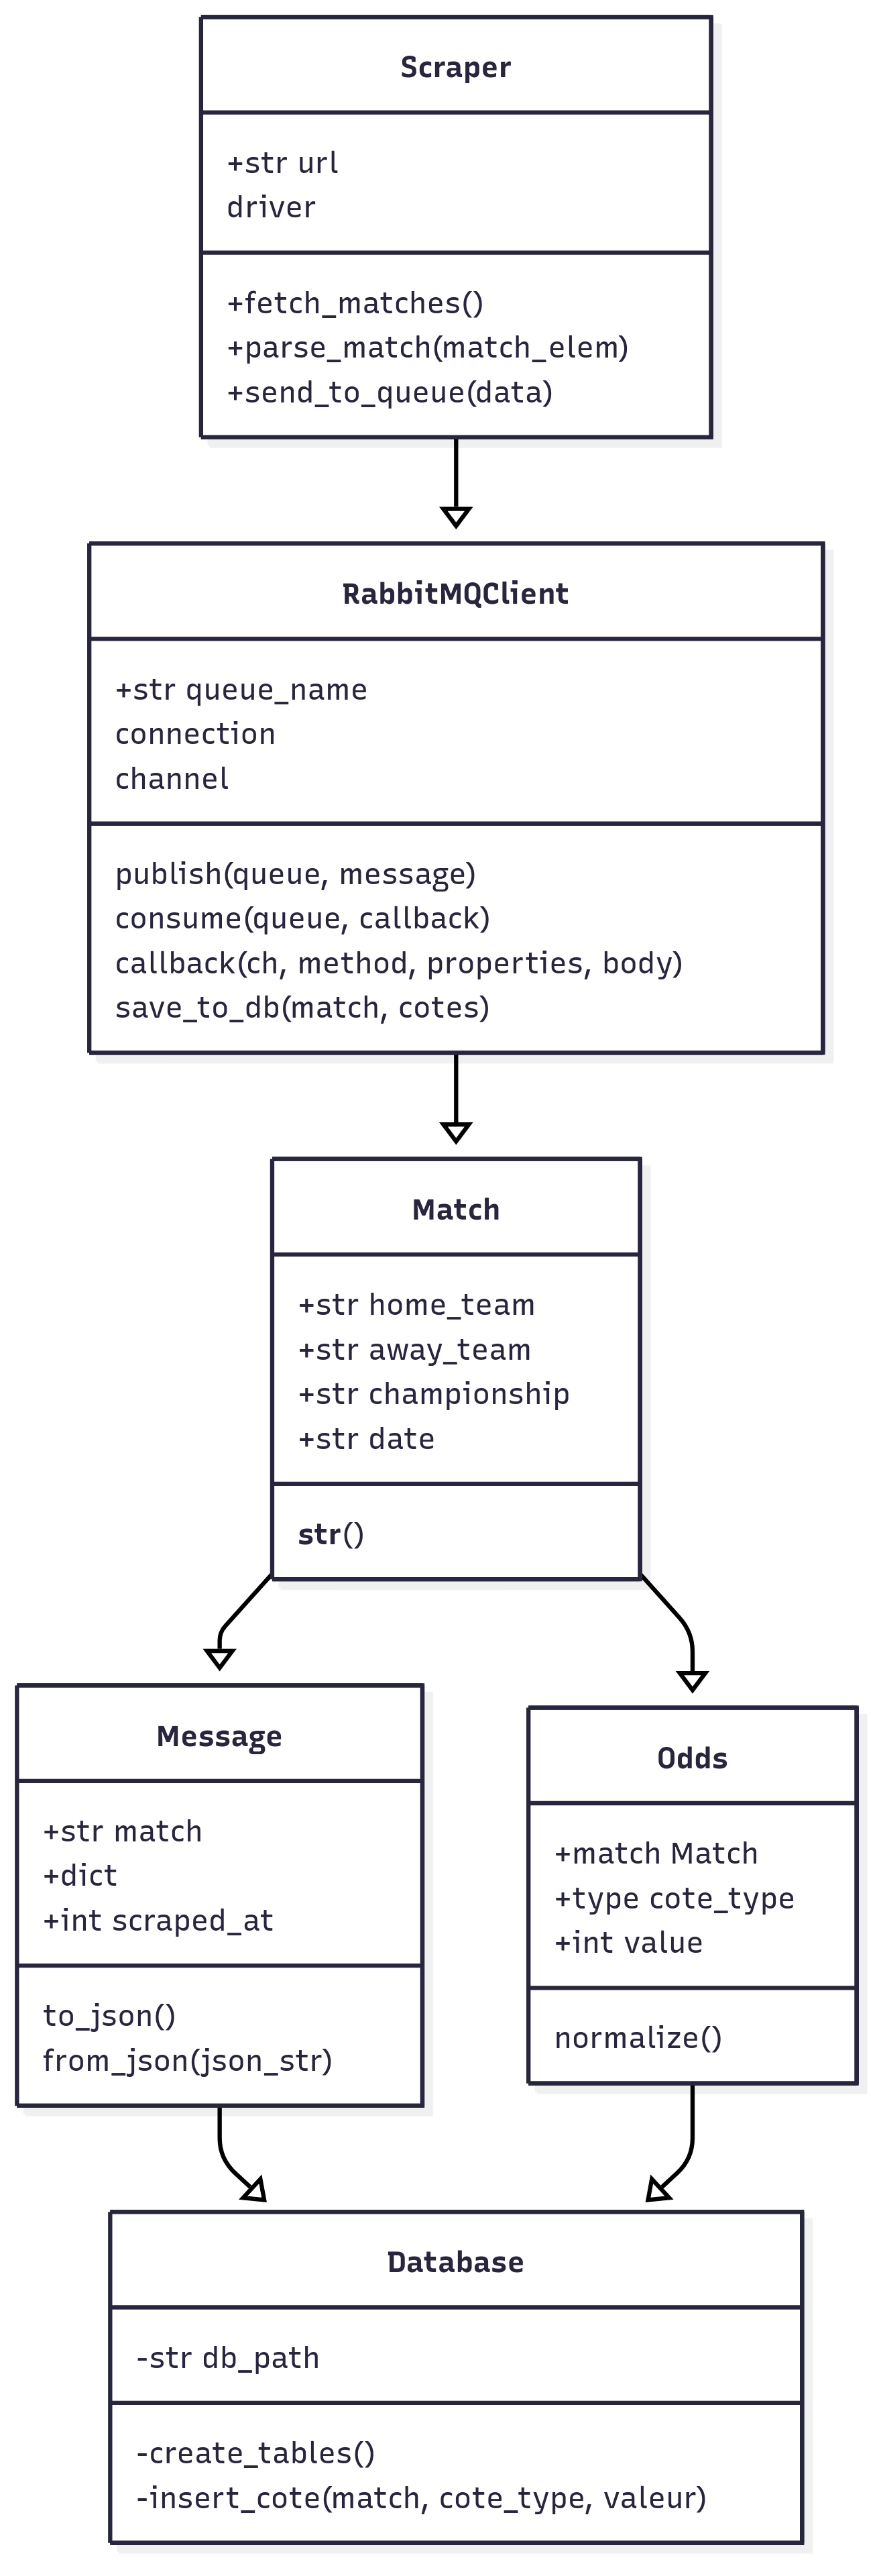 Scraper
+str url
driver
+fetch_matches()
+parse_match(match_elem)
+send_to_queue(data)
RabbitMQClient
+str queue_name
connection
channel
publish(queue, message)
consume(queue, callback)
callback(ch, method, properties, body)
save_to_db(match, cotes)
Match
+str home_team
+str away_team
+str championship
+str date
str()
Message
+str match
+dict
+int scraped_at
to_json()
from_json(json_str)
Odds
+match Match
+type cote_type
+int value
normalize()
Database
-str db_path
-create_tables()
-insert_cote(match, cote_type, valeur)